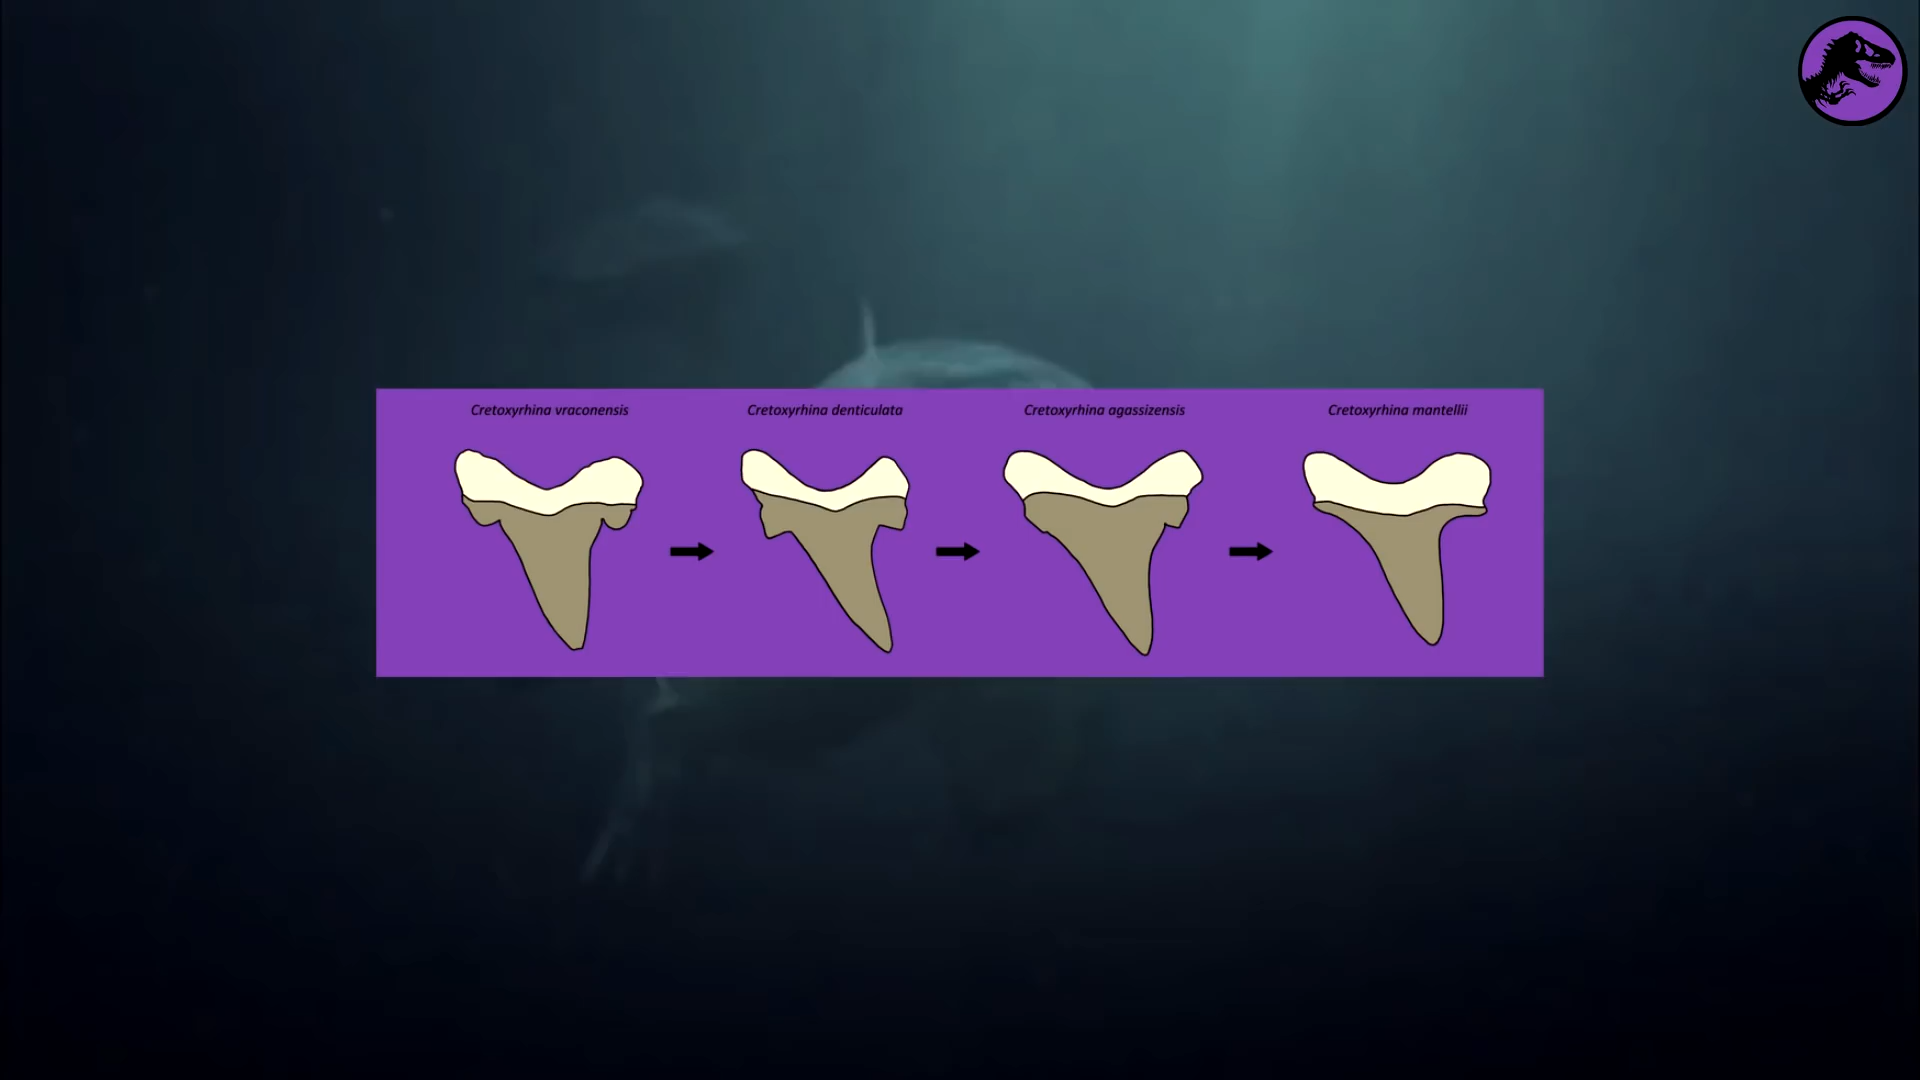 Cretoxyrhina vraconensis
Cretoxyrhina denticulata
Cretoxyrhina agassizensis
Cretoxyrhina mantellii